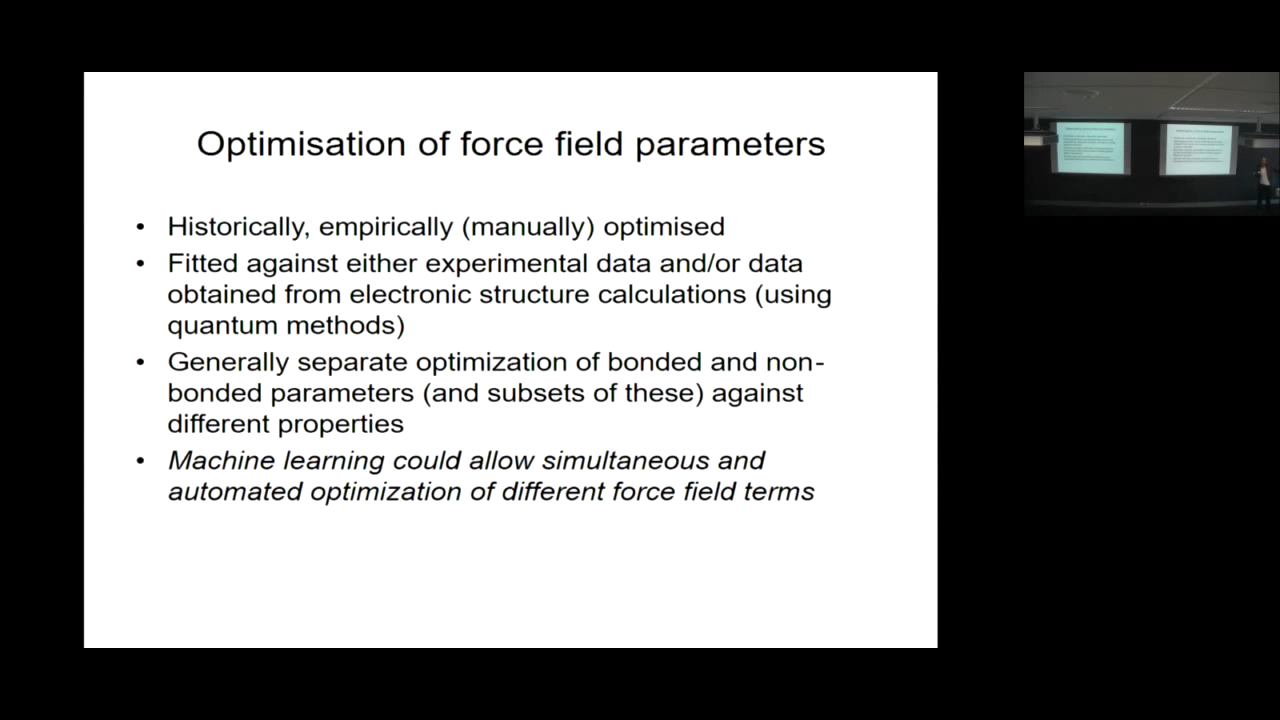 Optimisation of force field parameters
• Historically, empirically (manually) optimised
• Fitted against either experimental data and/or data
obtained from electronic structure calculations (using
quantum methods)
• Generally separate optimization of bonded and non-
bonded parameters (and subsets of these) against
different properties
• Machine learning could allow simultaneous and
automated optimization of different force field terms